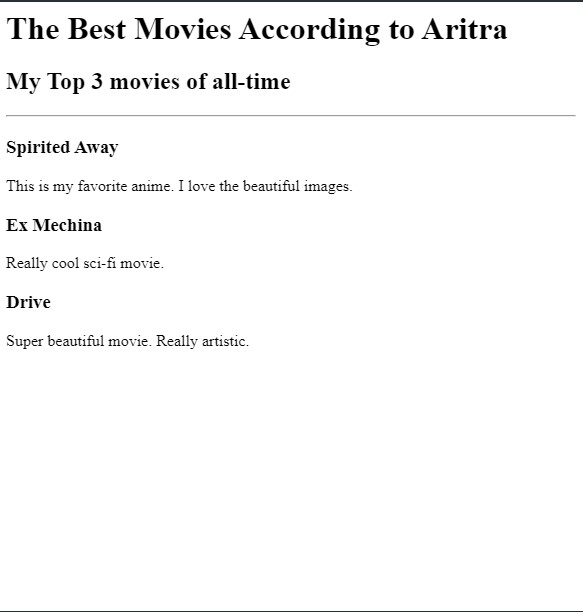 The Best Movies According to Aritra
My Top 3 movies of all-time
Spirited Away
This is my favorite anime. I love the beautiful images.
Ex Mechina
Really cool sci-fi movie.
Drive
Super beautiful movie. Really artistic.